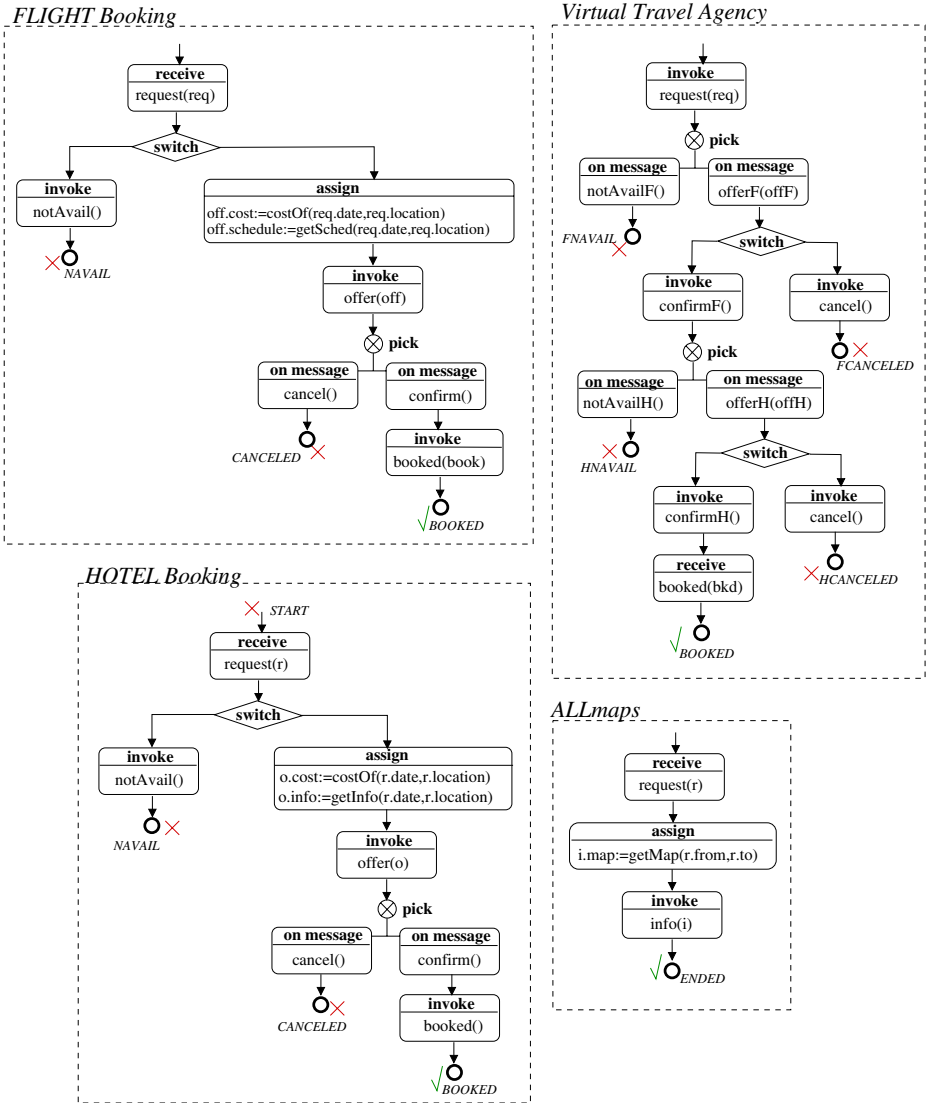 FLIGHT Booking
receive
request(req)
switch
invoke
notAvail()
NAVAIL
assign
off.cost:=costOf(req.date,req.location)
off.schedule:=getSched(req.date,req.location)
invoke
offer(off)
pick
on message
cancel()
CANCELED
on message
confirm()
invoke
booked(book)
BOOKED
Virtual Travel Agency
invoke
request(req)
pick
on message
notAvailF()
FNAVAIL
on message
offerF(offF)
switch
invoke
confirmF()
invoke
cancel()
FCANCELED
pick
on message
notAvailH()
HNAVAIL
on message
offerH(offH)
switch
invoke
confirmH()
invoke
cancel()
HCANCELED
receive
booked(bkd)
BOOKED
HOTEL Booking
START
receive
request(r)
switch
invoke
notAvail()
NAVAIL
assign
o.cost:=costOf(r.date,r.location)
o.info:=getInfo(r.date,r.location)
invoke
offer(o)
pick
on message
cancel()
CANCELED
on message
confirm()
invoke
booked()
BOOKED
ALLmaps
receive
request(r)
assign
i.map:=getMap(r.from,r.to)
invoke
info(i)
ENDED